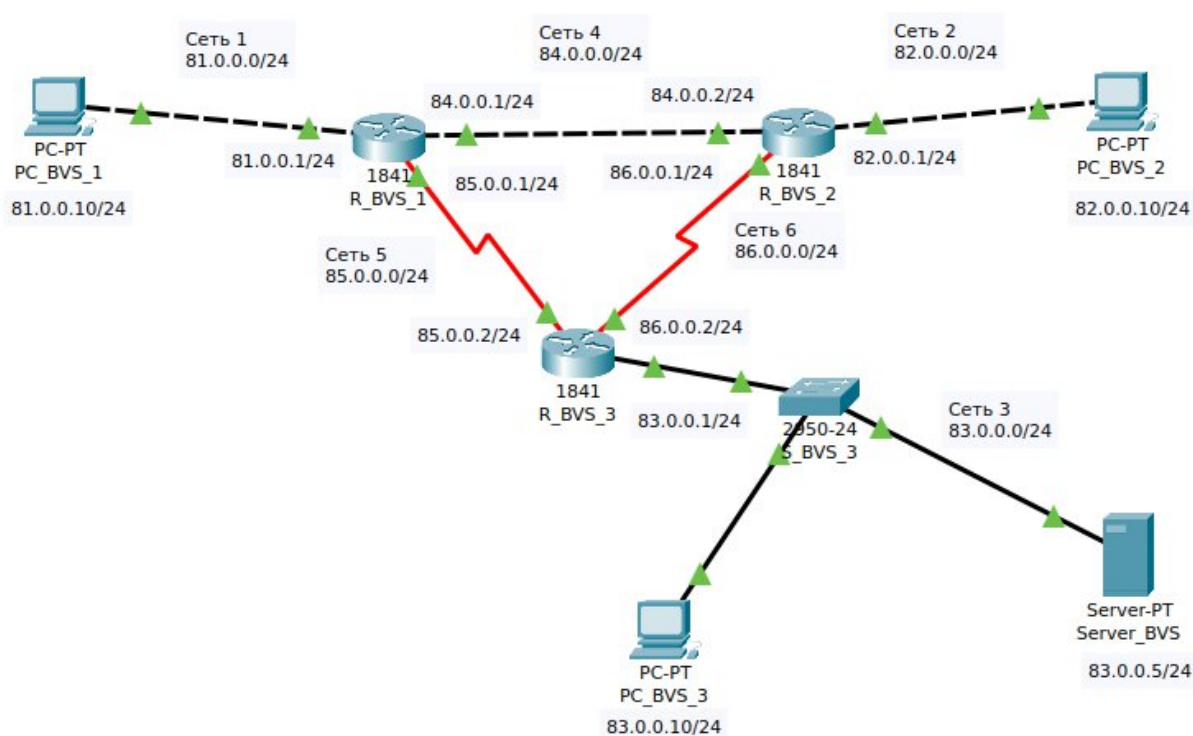 Сеть 1
81.0.0.0/24
Сеть 4
84.0.0.0/24
Сеть 2
82.0.0.0/24
84.0.0.1/24
84.0.0.2/24
PC-PT
PC_BVS_1
81.0.0.10/24
81.0.0.1/24
1841
R_BVS_1
85.0.0.1/24
86.0.0.1/24
1841
R_BVS_2
82.0.0.1/24
PC-PT
PC_BVS_2
82.0.0.10/24
Сеть 5
85.0.0.0/24
Сеть 6
86.0.0.0/24
85.0.0.2/24
86.0.0.2/24
1841
R_BVS_3
83.0.0.1/24
2950-24
S_BVS_3
Сеть 3
83.0.0.0/24
PC-PT
PC_BVS_3
83.0.0.10/24
Server-PT
Server_BVS
83.0.0.5/24